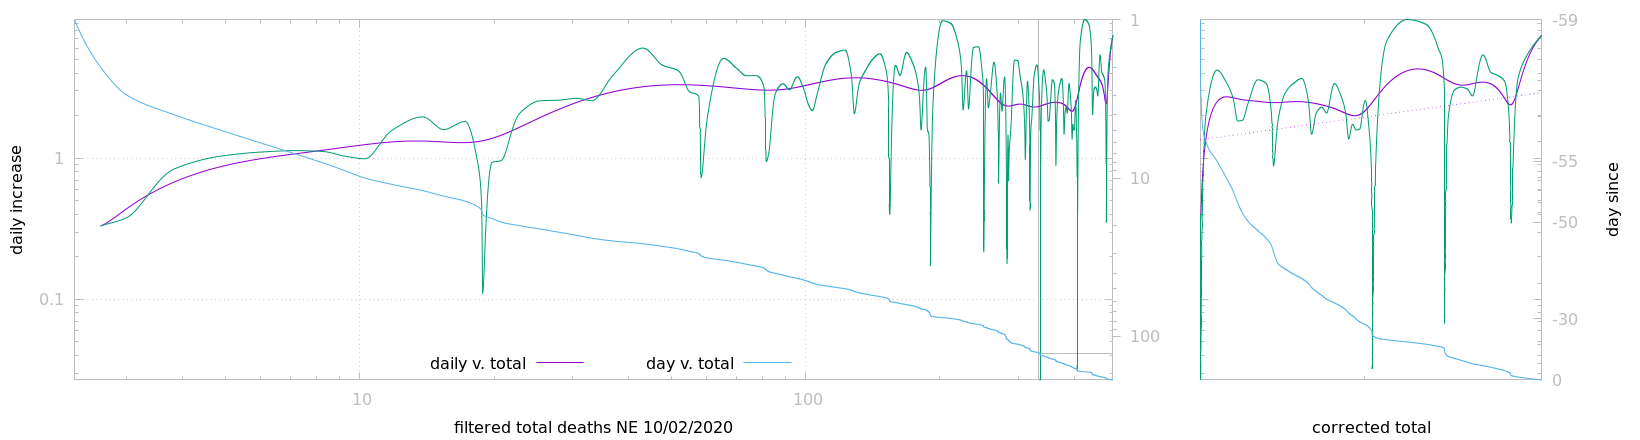 daily increase
1
0.1
10
100
filtered total deaths NE 10/02/2020
daily v. total
day v. total
1
10
100
corrected total
-59
-55
-50
-30
0
day since